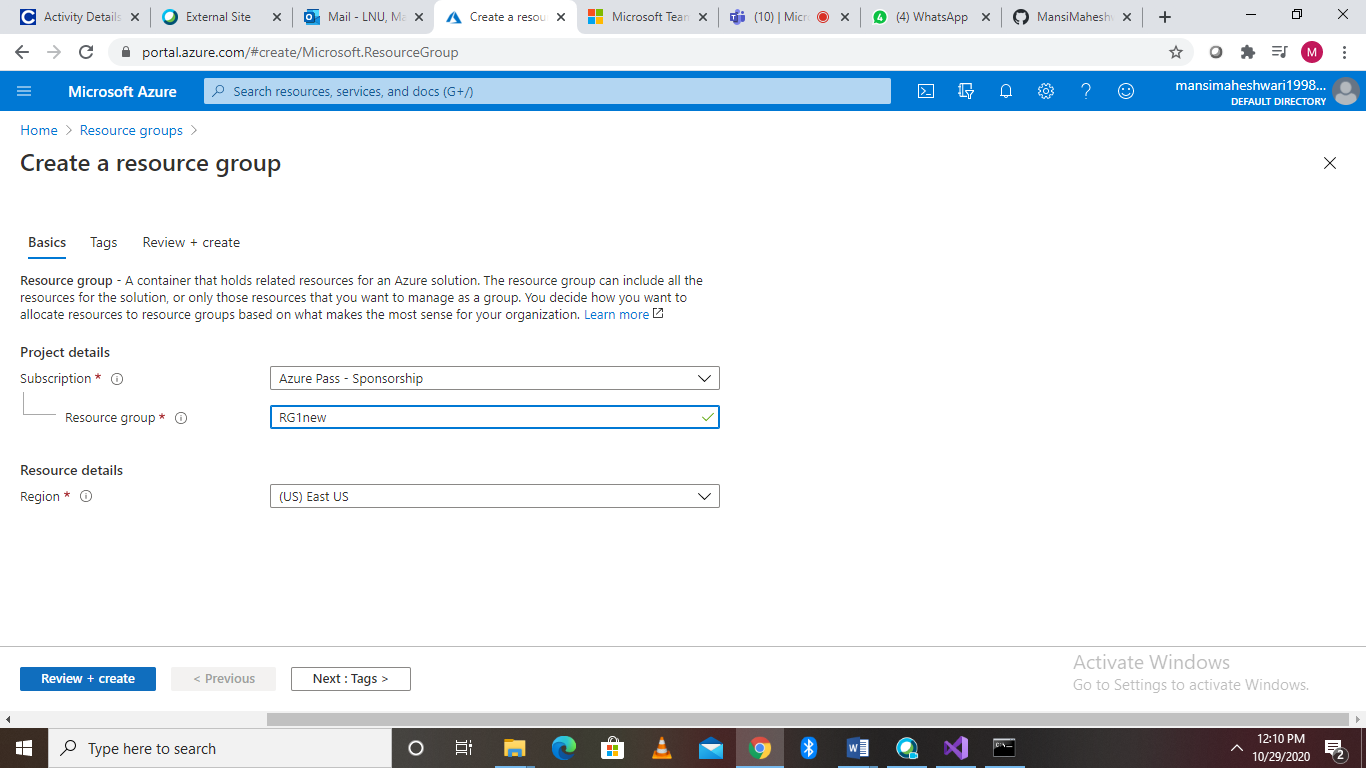 Activity Details
External Site
Mail - LNU, Ma
Create a resou
Microsoft Team
(10) | Micro
(4) WhatsApp
MansiMahesh
portal.azure.com/#create/Microsoft.ResourceGroup
M
Microsoft Azure
Search resources, services, and docs (G+/)
mansimaheshwari1998...
DEFAULT DIRECTORY
Home > Resource groups >
Create a resource group
Basics Tags Review + create
Resource group - A container that holds related resources for an Azure solution. The resource group can include all the
resources for the solution, or only those resources that you want to manage as a group. You decide how you want to
allocate resources to resource groups based on what makes the most sense for your organization. Learn more
Project details
Subscription *
Azure Pass - Sponsorship
Resource group *
RG1new
Resource details
Region *
(US) East US
Review + create
< Previous
Next : Tags >
Activate Windows
Go to Settings to activate Windows.
Type here to search
12:10 PM
10/29/2020
2